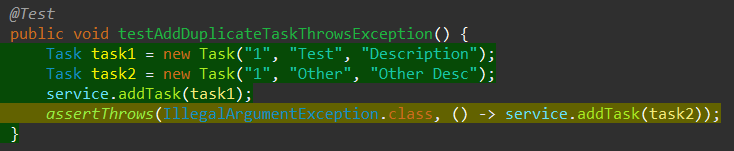 @Test
public void testAddDuplicateTaskThrowsException() {
    Task task1 = new Task("1", "Test", "Description");
    Task task2 = new Task("1", "Other", "Other Desc");
    service.addTask(task1);
    assertThrows(IllegalArgumentException.class, () -> service.addTask(task2));
}